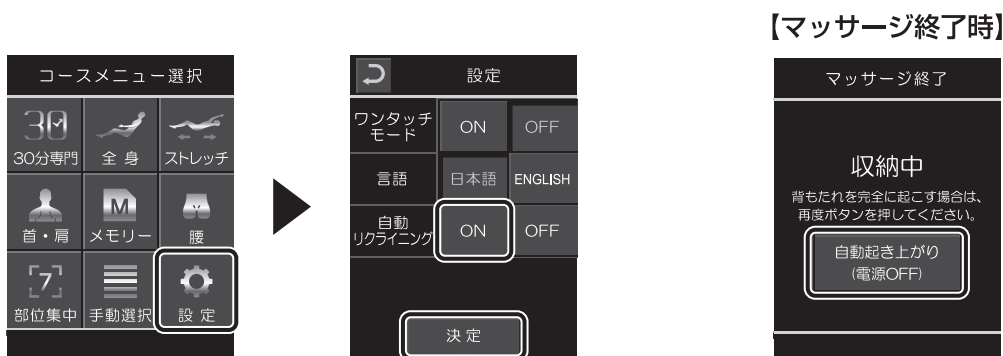 【マッサージ終了時】
コースメニュー選択
30
30分専門
全身
ストレッチ
首・肩
M
メモリー
腰
7
部位集中
手動選択
設定
設定
ワンタッチ
モード
ON
OFF
言語
日本語
ENGLISH
自動
リクライニング
ON
OFF
決定
マッサージ終了
収納中
背もたれを完全に起こす場合は、
再度ボタンを押してください。
自動起き上がり
(電源OFF)